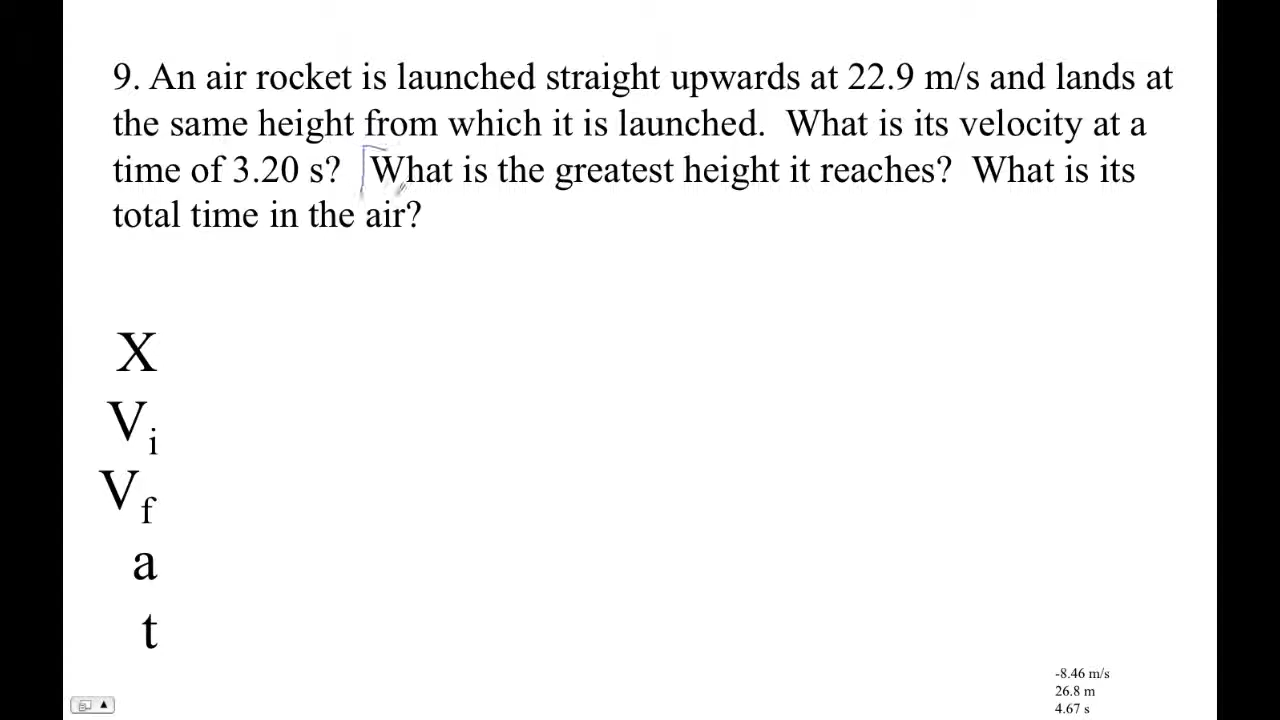 9. An air rocket is launched straight upwards at 22.9 m/s and lands at
the same height from which it is launched.  What is its velocity at a
time of 3.20 s?  What is the greatest height it reaches?  What is its
total time in the air?
X
Vi
Vf
a
t
-8.46 m/s
26.8 m
4.67 s